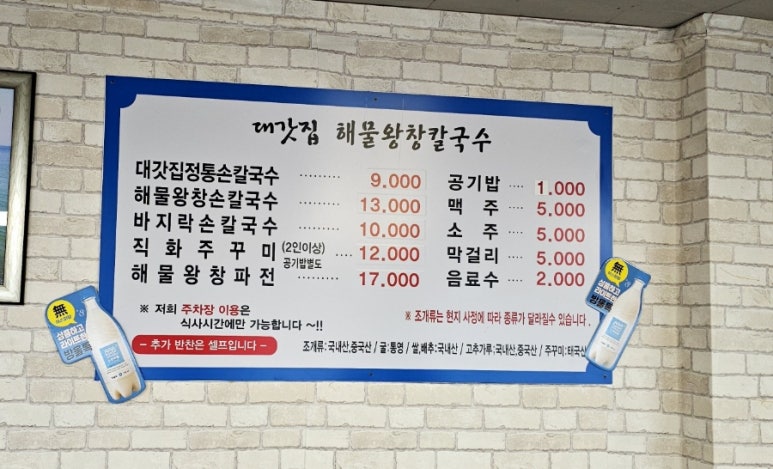 대갓집 해물왕창칼국수
대갓집정통손칼국수 ········· 9.000
해물왕창손칼국수 ········· 13.000
바지락손칼국수 ········· 10.000
직화주꾸미 (2인이상) 공기밥별도 ···· 12.000
해물왕창파전 ········· 17.000
공기밥 ···· 1.000
맥주 ···· 5.000
소주 ···· 5.000
막걸리 ···· 5.000
음료수 ···· 2.000
※ 저희 주차장 이용은
식사시간에만 가능합니다 ~!!
- 추가 반찬은 셀프입니다 -
※ 조개류는 현지 사정에 따라 종류가 달라질수 있습니다.
조개류:국내산,중국산 / 굴:통영 / 쌀,배추:국내산 / 고추가루:국내산,중국산 / 주꾸미:태국산
無
상큼하고
無
상큼하고